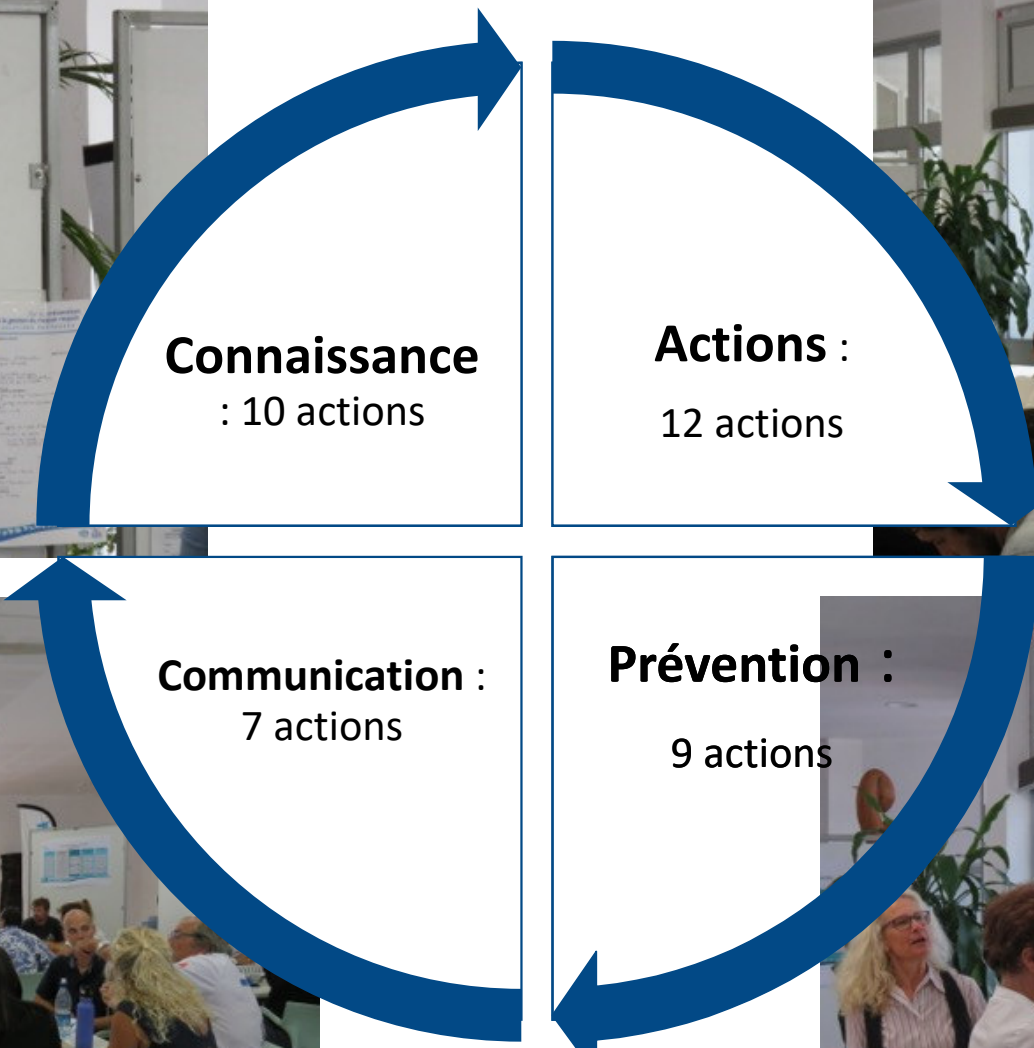 Connaissance
: 10 actions
Actions :
12 actions
Communication :
7 actions
Prévention :
9 actions